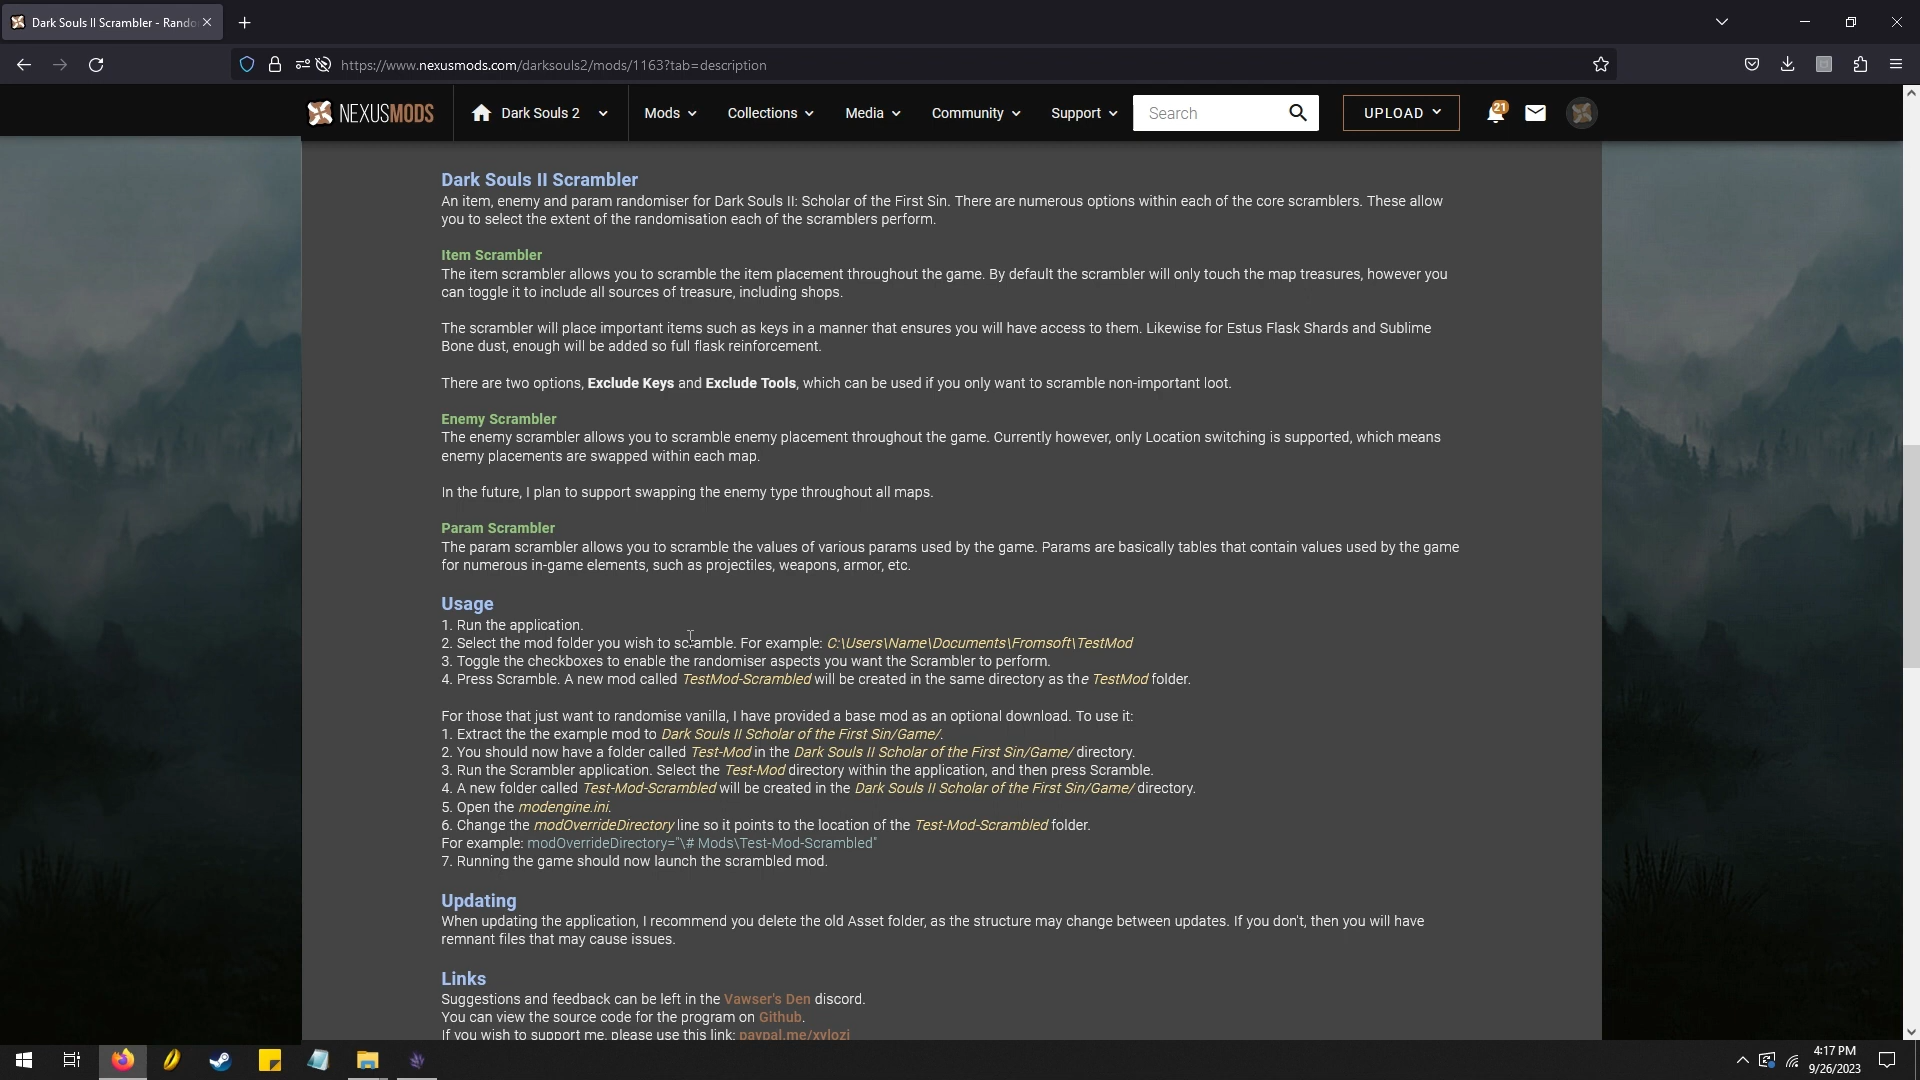 Dark Souls II Scrambler - Rando
https://www.nexusmods.com/darksouls2/mods/1163?tab=description
NEXUSMODS
Dark Souls 2
Mods
Collections
Media
Community
Support
Search
UPLOAD
21
Dark Souls II Scrambler
An item, enemy and param randomiser for Dark Souls II: Scholar of the First Sin. There are numerous options within each of the core scramblers. These allow
you to select the extent of the randomisation each of the scramblers perform.
Item Scrambler
The item scrambler allows you to scramble the item placement throughout the game. By default the scrambler will only touch the map treasures, however you
can toggle it to include all sources of treasure, including shops.
The scrambler will place important items such as keys in a manner that ensures you will have access to them. Likewise for Estus Flask Shards and Sublime
Bone dust, enough will be added so full flask reinforcement.
There are two options, Exclude Keys and Exclude Tools, which can be used if you only want to scramble non-important loot.
Enemy Scrambler
The enemy scrambler allows you to scramble enemy placement throughout the game. Currently however, only Location switching is supported, which means
enemy placements are swapped within each map.
In the future, I plan to support swapping the enemy type throughout all maps.
Param Scrambler
The param scrambler allows you to scramble the values of various params used by the game. Params are basically tables that contain values used by the game
for numerous in-game elements, such as projectiles, weapons, armor, etc.
Usage
1. Run the application.
2. Select the mod folder you wish to scramble. For example: C:\Users\Name\Documents\Fromsoft\TestMod
3. Toggle the checkboxes to enable the randomiser aspects you want the Scrambler to perform.
4. Press Scramble. A new mod called TestMod-Scrambled will be created in the same directory as the TestMod folder.
For those that just want to randomise vanilla, I have provided a base mod as an optional download. To use it:
1. Extract the the example mod to Dark Souls II Scholar of the First Sin/Game/.
2. You should now have a folder called Test-Mod in the Dark Souls II Scholar of the First Sin/Game/ directory.
3. Run the Scrambler application. Select the Test-Mod directory within the application, and then press Scramble.
4. A new folder called Test-Mod-Scrambled will be created in the Dark Souls II Scholar of the First Sin/Game/ directory.
5. Open the modengine.ini.
6. Change the modOverrideDirectory line so it points to the location of the Test-Mod-Scrambled folder.
For example: modOverrideDirectory="\# Mods\Test-Mod-Scrambled"
7. Running the game should now launch the scrambled mod.
Updating
When updating the application, I recommend you delete the old Asset folder, as the structure may change between updates. If you don't, then you will have
remnant files that may cause issues.
Links
Suggestions and feedback can be left in the Vawser's Den discord.
You can view the source code for the program on Github.
If you wish to support me, please use this link: paypal.me/xylozi
4:17 PM
9/26/2023